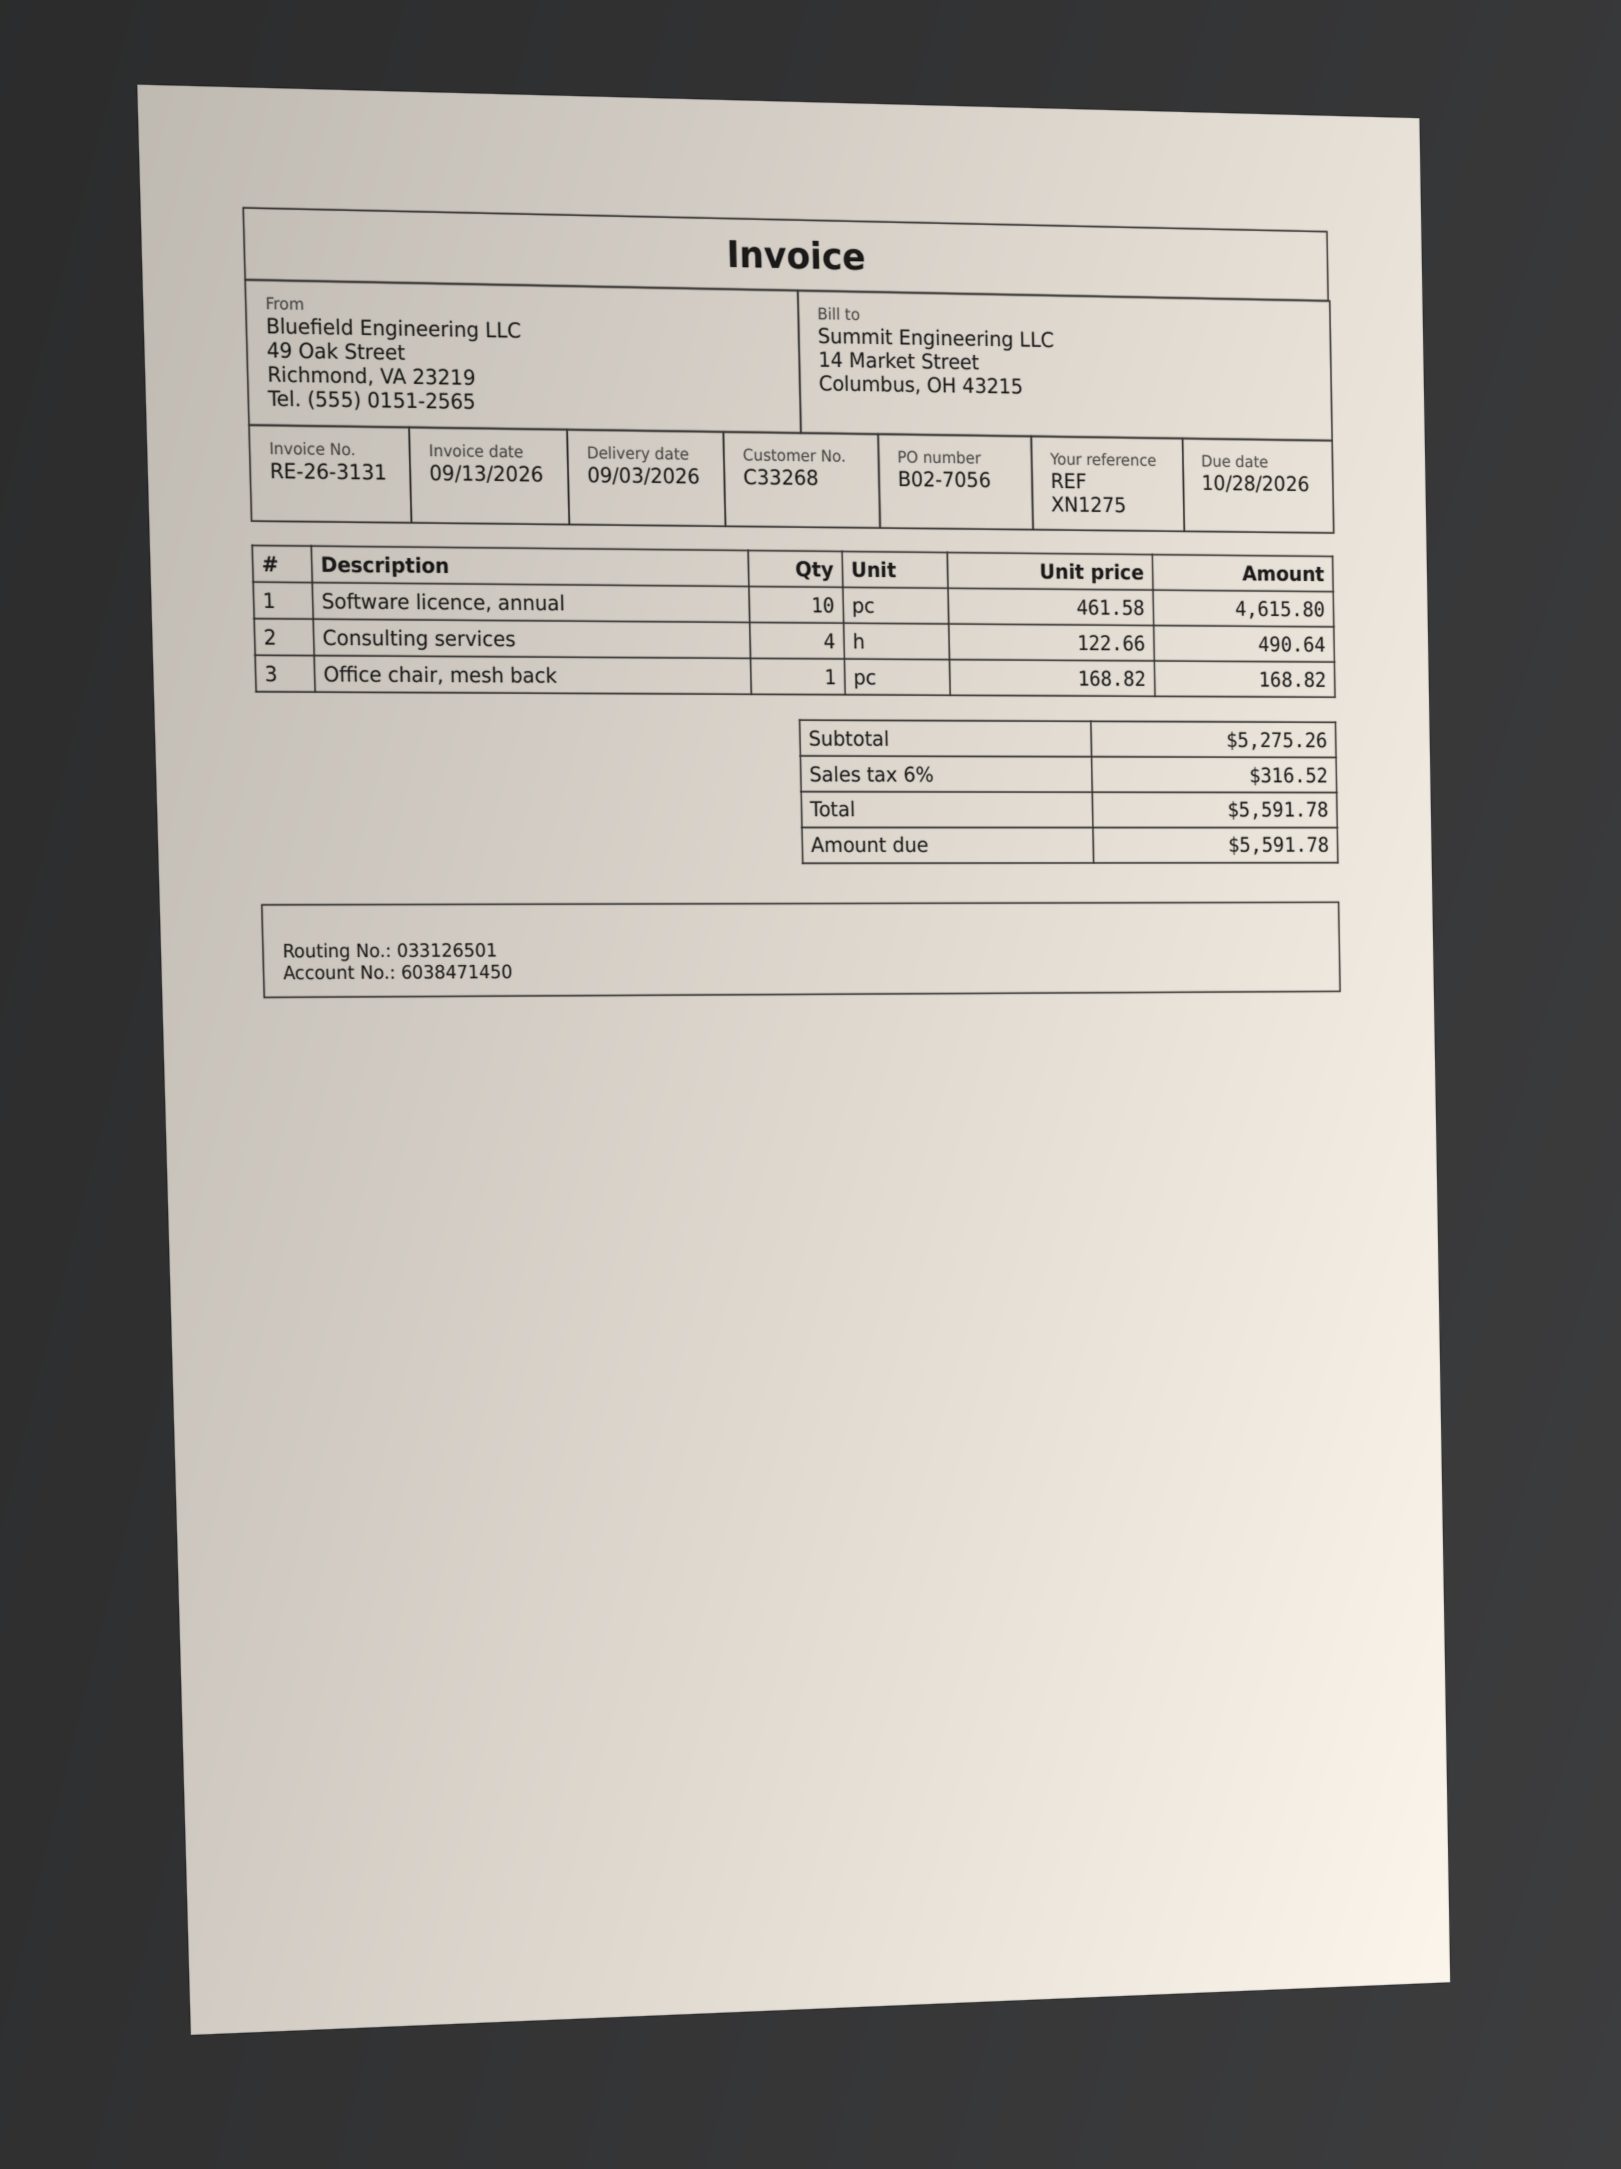 Invoice
From
Bluefield Engineering LLC
49 Oak Street
Richmond, VA 23219
Tel. (555) 0151-2565
Bill to
Summit Engineering LLC
14 Market Street
Columbus, OH 43215
Invoice No.
RE-26-3131
Invoice date
09/13/2026
Delivery date
09/03/2026
Customer No.
C33268
PO number
B02-7056
Your reference
REF
XN1275
Due date
10/28/2026
# Description Qty Unit Unit price Amount
1 Software licence, annual 10 pc 461.58 4,615.80
2 Consulting services 4 h 122.66 490.64
3 Office chair, mesh back 1 pc 168.82 168.82
Subtotal $5,275.26
Sales tax 6% $316.52
Total $5,591.78
Amount due $5,591.78
Routing No.: 033126501
Account No.: 6038471450